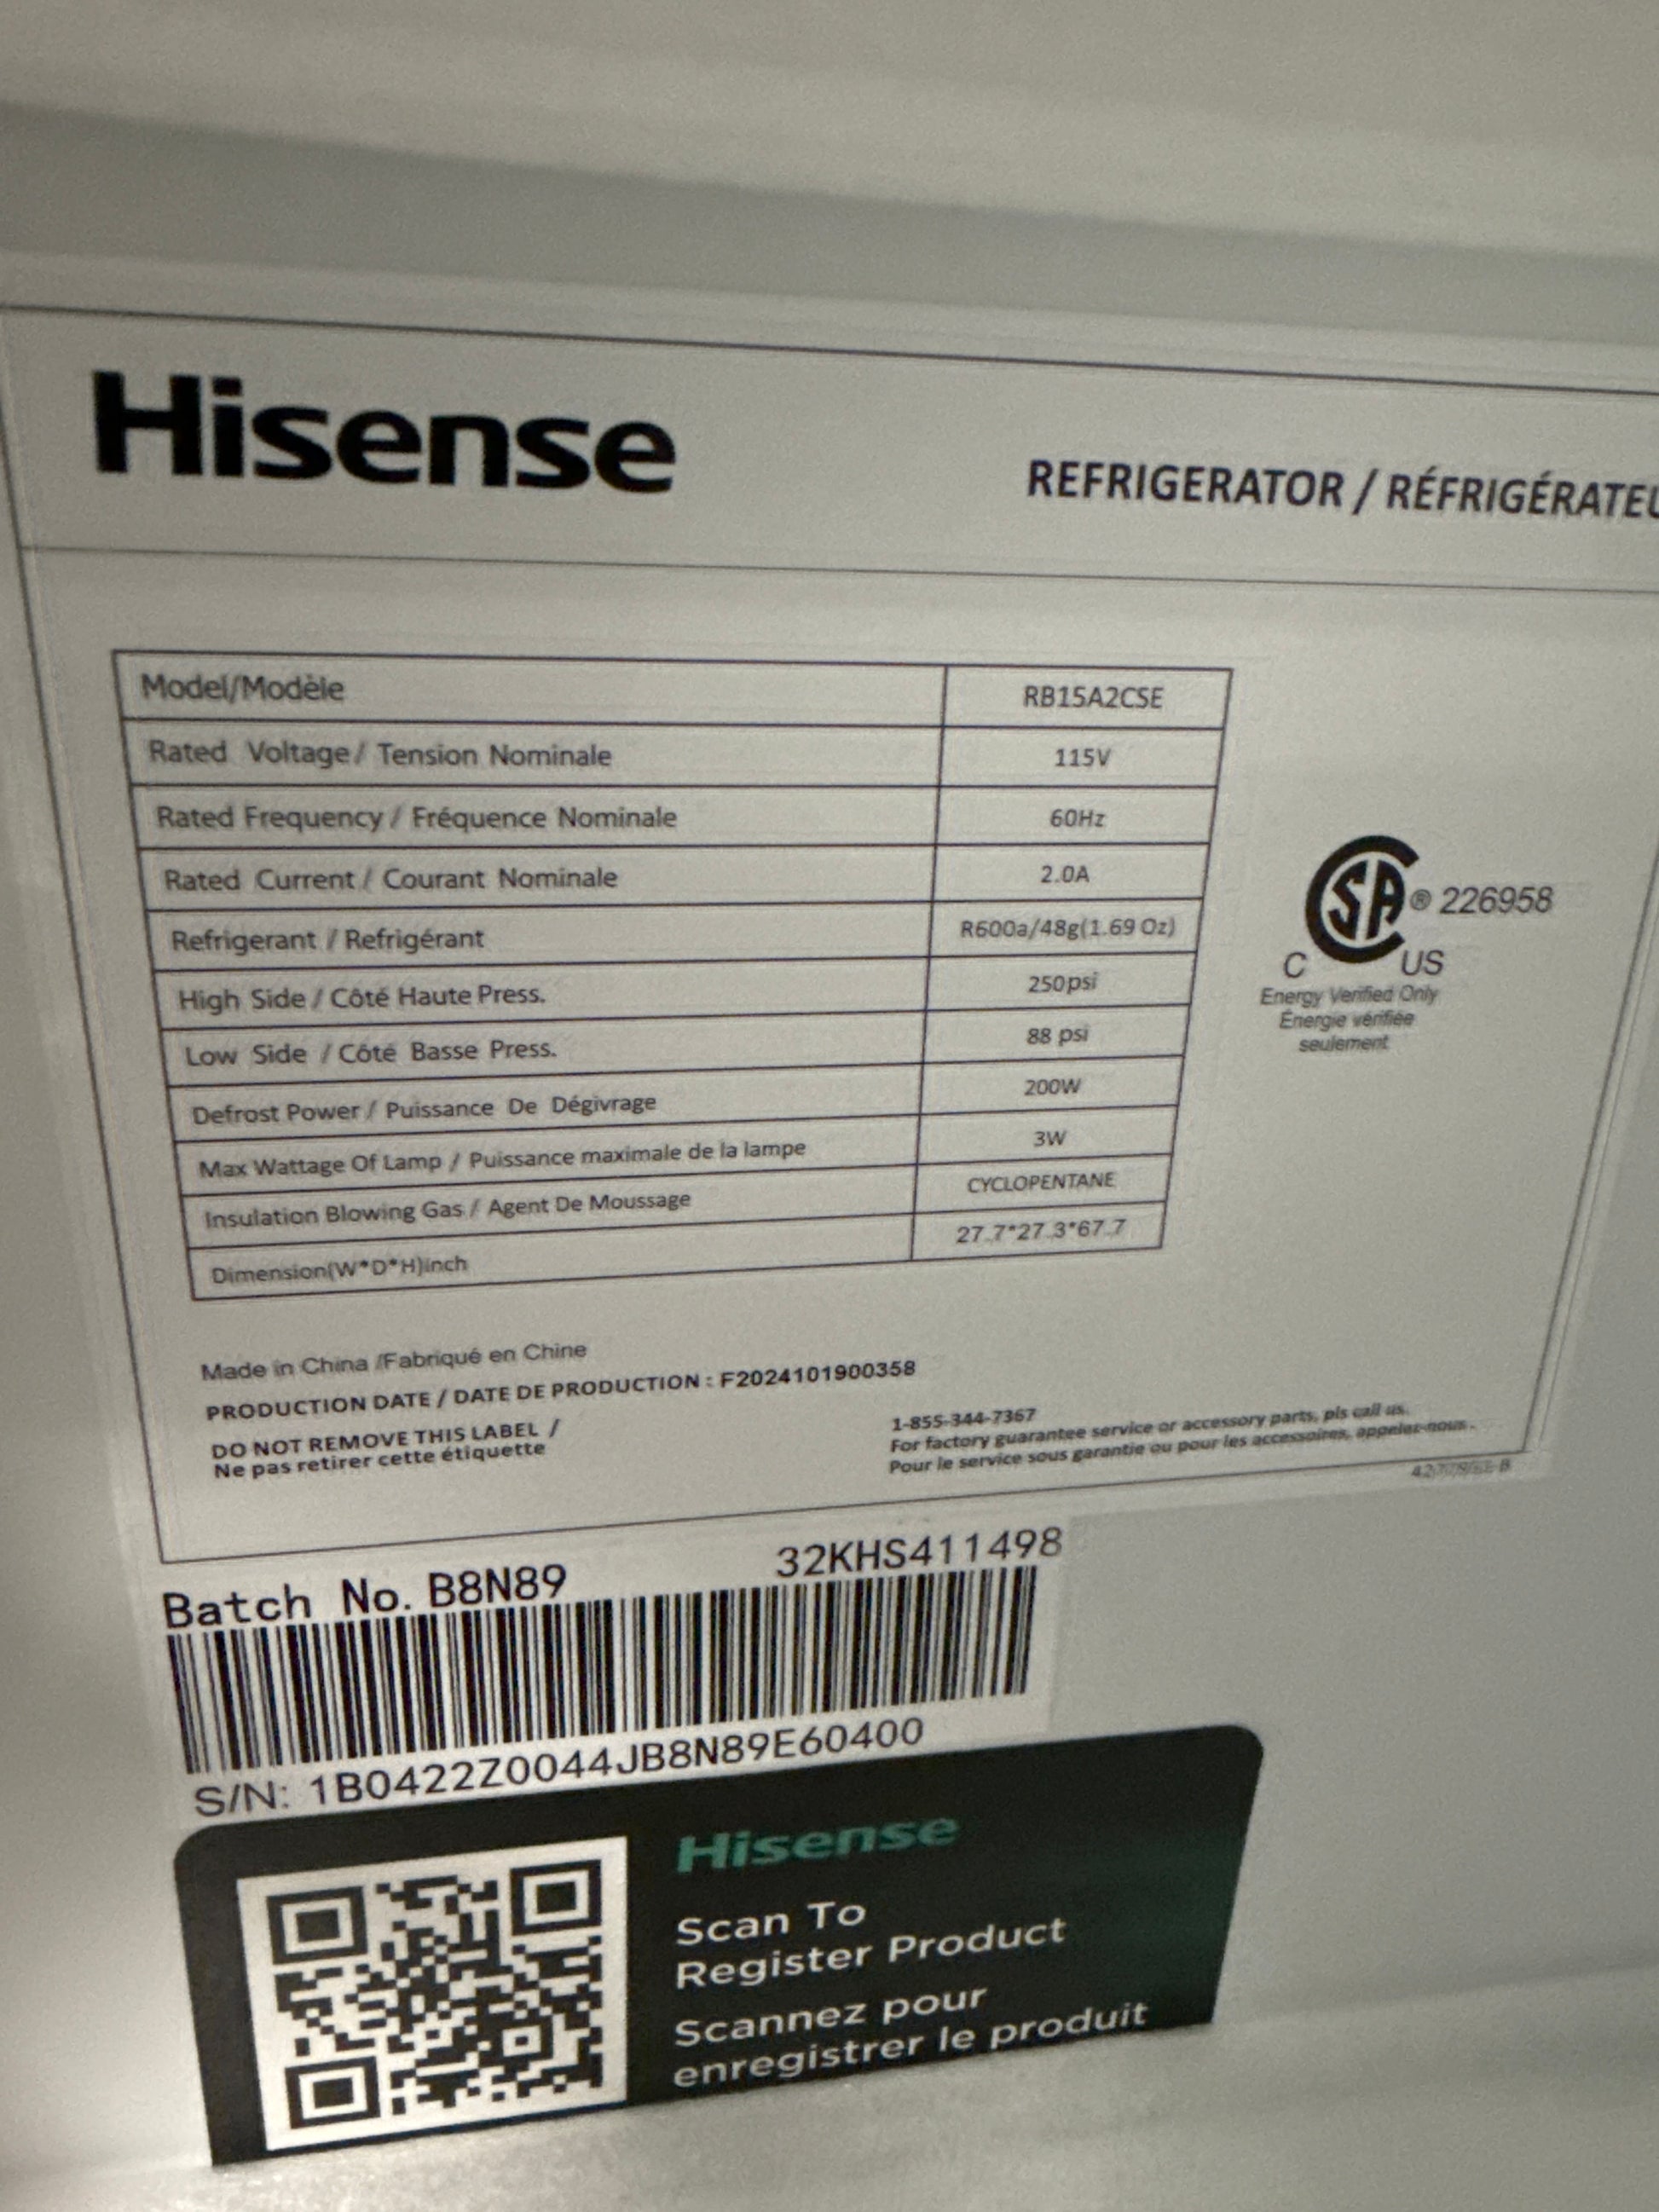 Hisense
REFRIGERATOR / RÉFRIGÉRATEU
Model/Modèle RB15A2CSE
Rated Voltage / Tension Nominale 115V
Rated Frequency / Fréquence Nominale 60Hz
Rated Current / Courant Nominale 2.0A
Refrigerant / Refrigérant R600a/48g(1.69 Oz)
High Side / Côté Haute Press. 250psi
Low Side / Côté Basse Press. 88 psi
Defrost Power / Puissance De Dégivrage 200W
Max Wattage Of Lamp / Puissance maximale de la lampe 3W
Insulation Blowing Gas / Agent De Moussage CYCLOPENTANE
Dimension(W*D*H)inch 27.7*27.3*67.7
SA ® 226958
C US
Energy Verified Only
Énergie vérifiée
seulement
Made in China /Fabriqué en Chine
PRODUCTION DATE / DATE DE PRODUCTION : F2024101900358
DO NOT REMOVE THIS LABEL /
Ne pas retirer cette étiquette
1-855-344-7367
For factory guarantee service or accessory parts, pls call us.
Pour le service sous garantie ou pour les accessoires, appelez-nous.
Batch No. B8N89 32KHS411498
S/N: 1B0422Z0044JB8N89E60400
Hisense
Scan To
Register Product
Scannez pour
enregistrer le produit